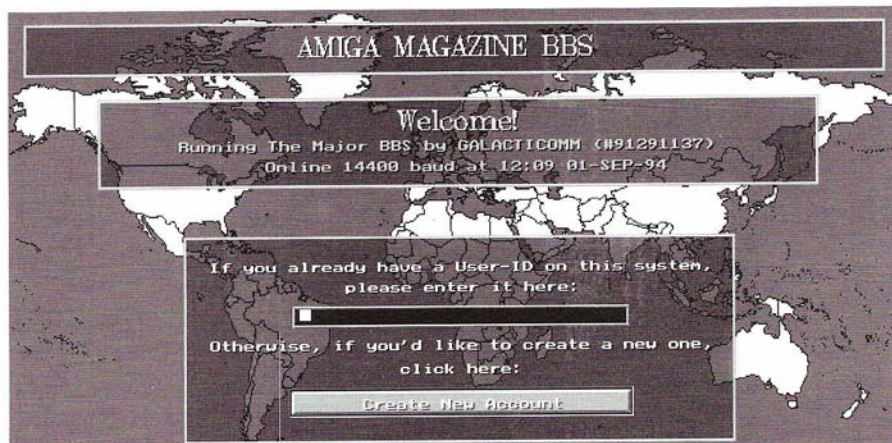 AMIGA MAGAZINE BBS
Welcome!
Running The Major BBS by GALACTICOMM (#91291137)
Online 14400 baud at 12:09 01-SEP-94
If you already have a User-ID on this system,
please enter it here:
Otherwise, if you'd like to create a new one,
click here:
Create New Account